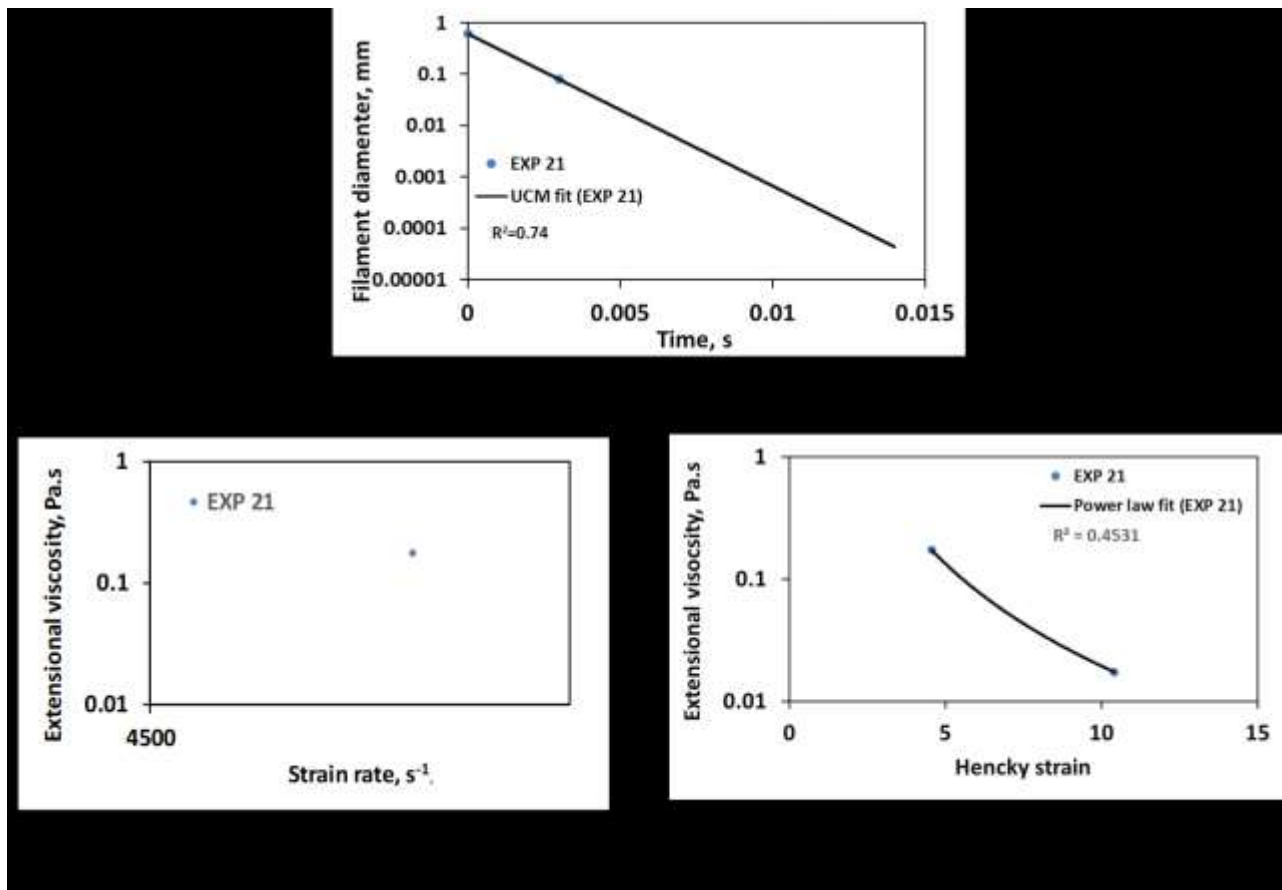 Filament diamenter, mm
1
0.1
0.01
0.001
0.0001
0.00001
EXP 21
UCM fit (EXP 21)
R²=0.74
0 0.005 0.01 0.015
Time, s
Extensional viscosity, Pa.s
1
0.1
0.01
EXP 21
4500
Strain rate, s⁻¹.
Extensional visocsity, Pa.s
1
0.1
0.01
EXP 21
Power law fit (EXP 21)
R² = 0.4531
0 5 10 15
Hencky strain